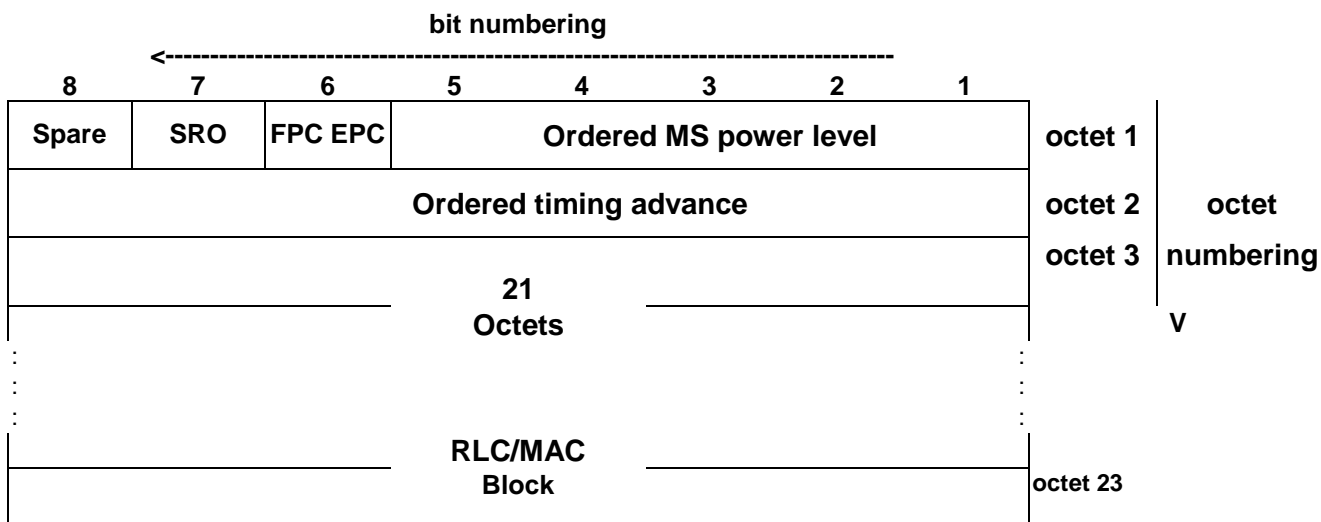 bit numbering
<--------------------------------------------------------------------------------
8 7 6 5 4 3 2 1
Spare SRO FPC EPC Ordered MS power level octet 1
Ordered timing advance octet 2 octet
octet 3 numbering
21
Octets V
: :
: :
: :
RLC/MAC
Block octet 23